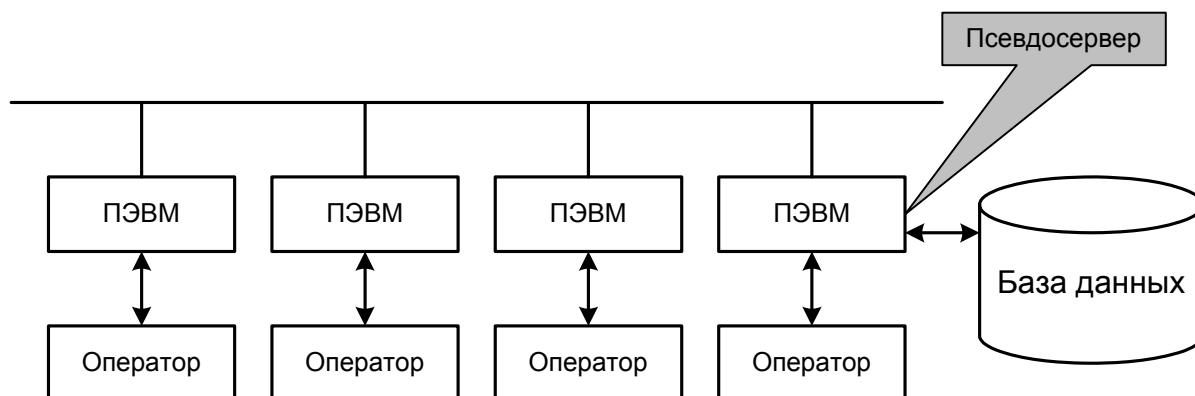 Псевдосервер
ПЭВМ
ПЭВМ
ПЭВМ
ПЭВМ
База данных
Оператор
Оператор
Оператор
Оператор